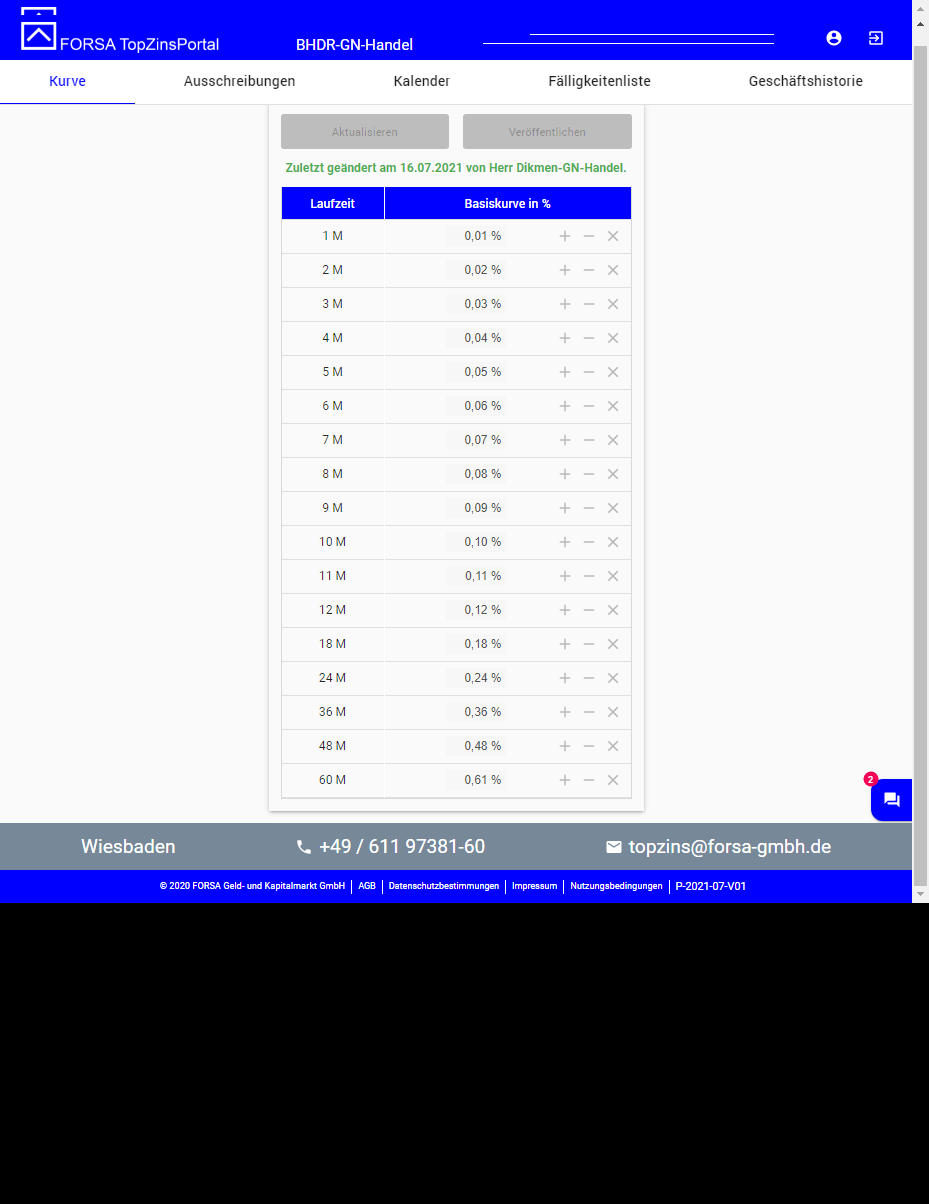 FORSA TopZinsPortal BHDR-GN-Handel
Kurve Ausschreibungen Kalender Fälligkeitenliste Geschäftshistorie
Aktualisieren Veröffentlichen
Zuletzt geändert am 16.07.2021 von Herr Dikmen-GN-Handel.
Laufzeit Basiskurve in %
1 M 0,01 %
2 M 0,02 %
3 M 0,03 %
4 M 0,04 %
5 M 0,05 %
6 M 0,06 %
7 M 0,07 %
8 M 0,08 %
9 M 0,09 %
10 M 0,10 %
11 M 0,11 %
12 M 0,12 %
18 M 0,18 %
24 M 0,24 %
36 M 0,36 %
48 M 0,48 %
60 M 0,61 %
2
Wiesbaden +49 / 611 97381-60 topzins@forsa-gmbh.de
© 2020 FORSA Geld- und Kapitalmarkt GmbH | AGB | Datenschutzbestimmungen | Impressum | Nutzungsbedingungen | P-2021-07-V01